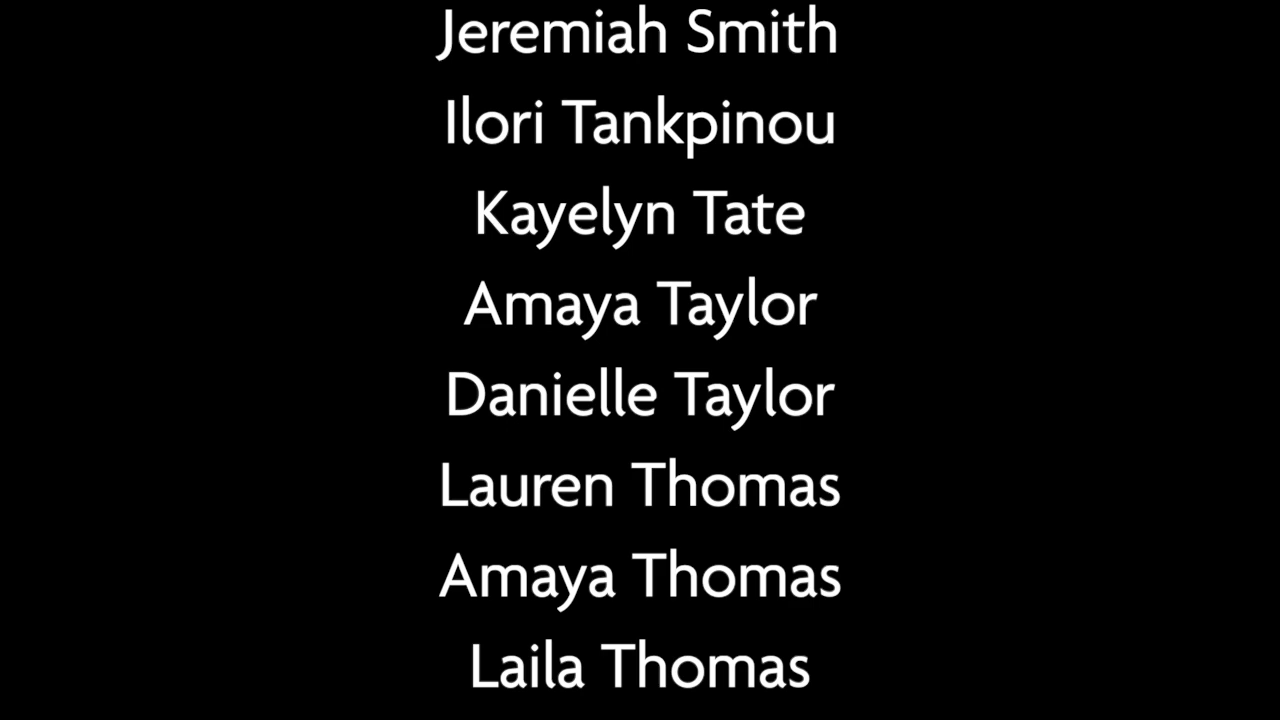 Jeremiah Smith
Ilori Tankpinou
Kayelyn Tate
Amaya Taylor
Danielle Taylor
Lauren Thomas
Amaya Thomas
Laila Thomas